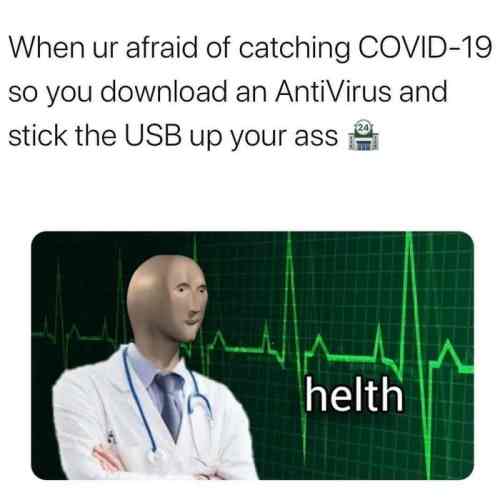 When ur afraid of catching COVID-19
so you download an AntiVirus and
stick the USB up your ass 🏪
helth